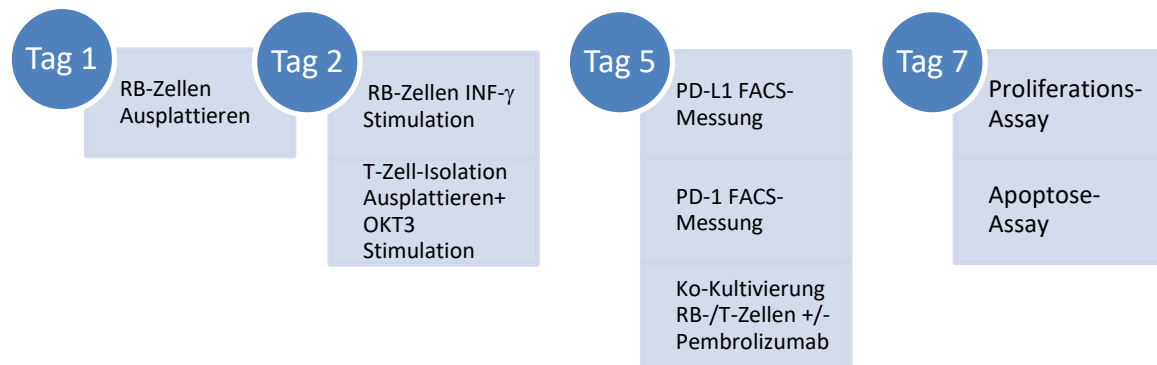 Tag 1
RB-Zellen
Ausplattieren
Tag 2
RB-Zellen INF-γ
Stimulation
T-Zell-Isolation
Ausplattieren+
OKT3
Stimulation
Tag 5
PD-L1 FACS-
Messung
PD-1 FACS-
Messung
Ko-Kultivierung
RB-/T-Zellen +/-
Pembrolizumab
Tag 7
Proliferations-
Assay
Apoptose-
Assay